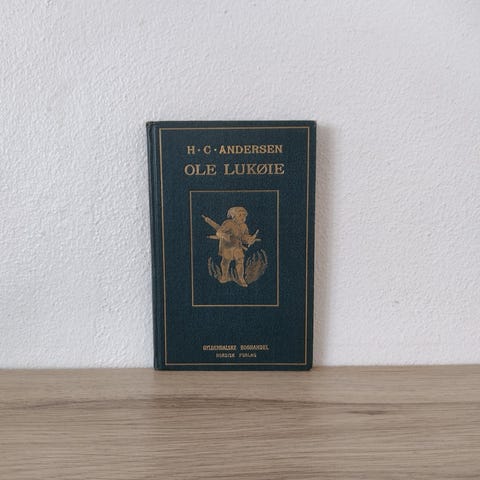 H·C·ANDERSEN
OLE LUKØIE
GYLDENDALSKE BOGHANDEL
NORDISK FORLAG